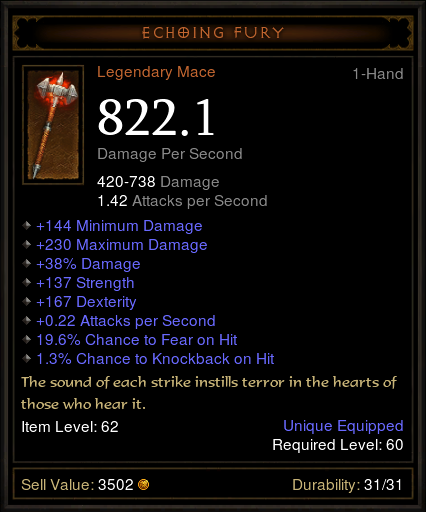 ECHOING FURY
Legendary Mace
1-Hand
822.1
Damage Per Second
420-738 Damage
1.42 Attacks per Second
+144 Minimum Damage
+230 Maximum Damage
+38% Damage
+137 Strength
+167 Dexterity
+0.22 Attacks per Second
19.6% Chance to Fear on Hit
1.3% Chance to Knockback on Hit
The sound of each strike instills terror in the hearts of
those who hear it.
Item Level: 62
Unique Equipped
Required Level: 60
Sell Value: 3502
Durability: 31/31